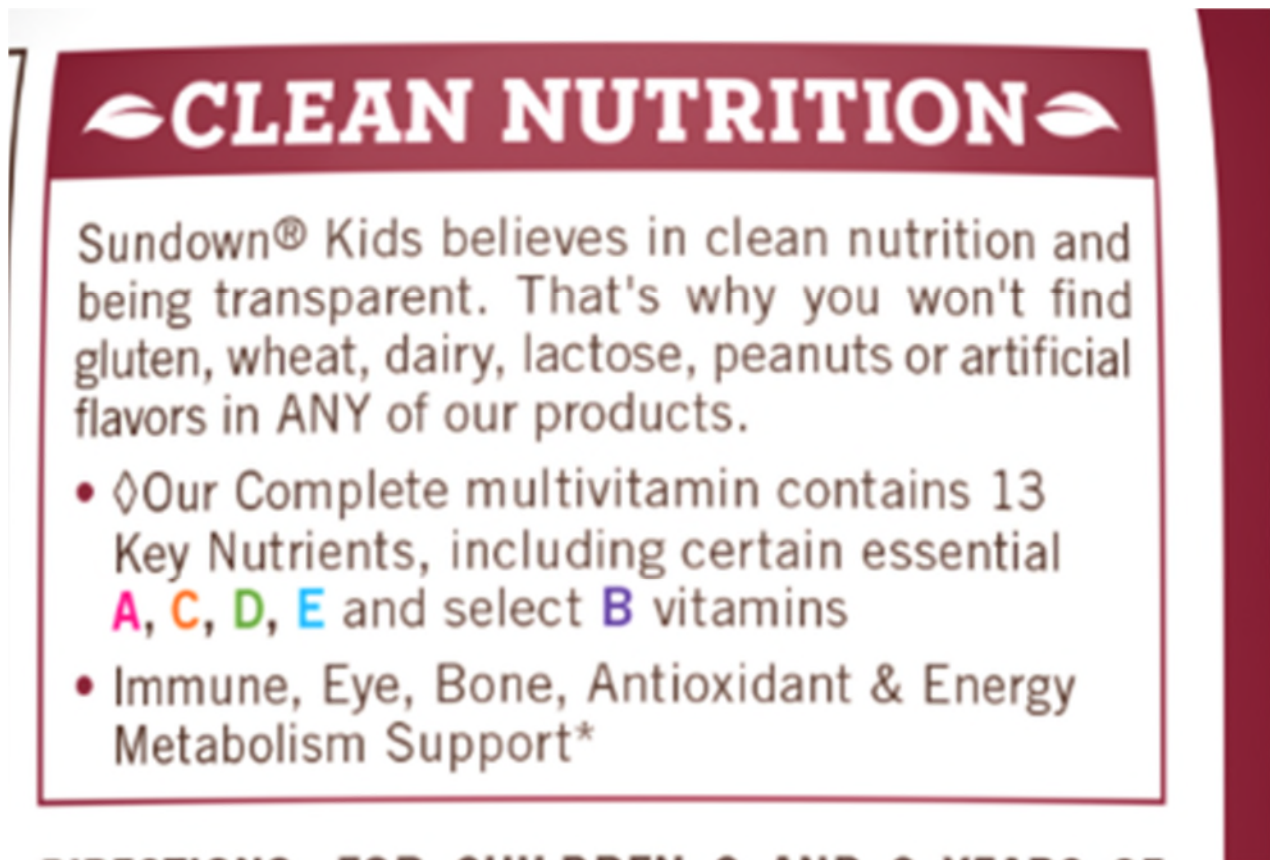 CLEAN NUTRITION
Sundown® Kids believes in clean nutrition and
being transparent. That's why you won't find
gluten, wheat, dairy, lactose, peanuts or artificial
flavors in ANY of our products.
• ◊Our Complete multivitamin contains 13
Key Nutrients, including certain essential
A, C, D, E and select B vitamins
• Immune, Eye, Bone, Antioxidant & Energy
Metabolism Support*